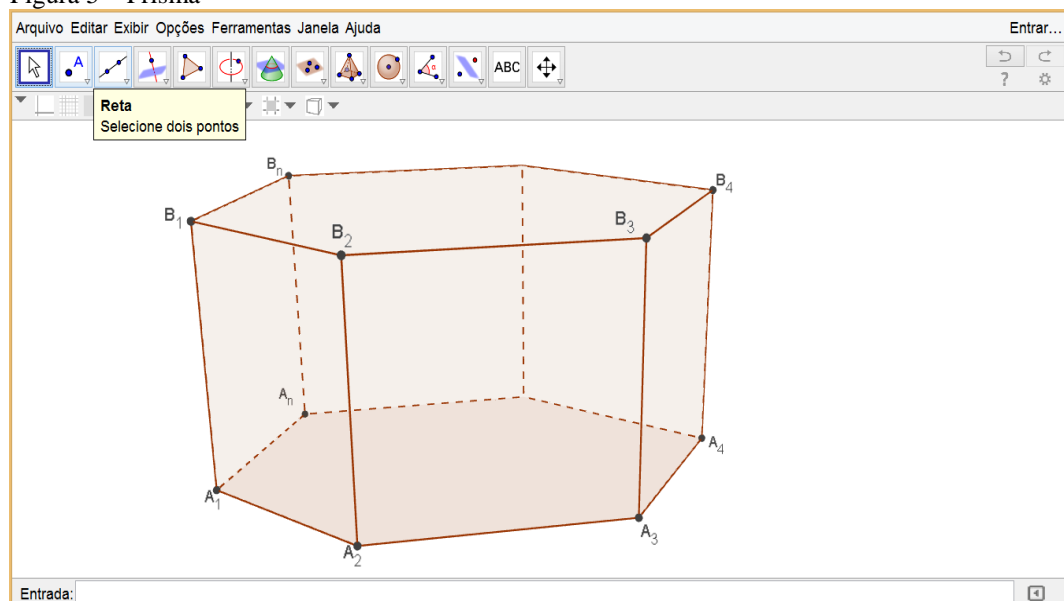 Figura 3 – Prisma
Arquivo Editar Exibir Opções Ferramentas Janela Ajuda
Entrar...
A
ABC
?
Reta
Selecione dois pontos
Bn
B4
B1
B2
B3
An
A4
A1
A2
A3
Entrada: